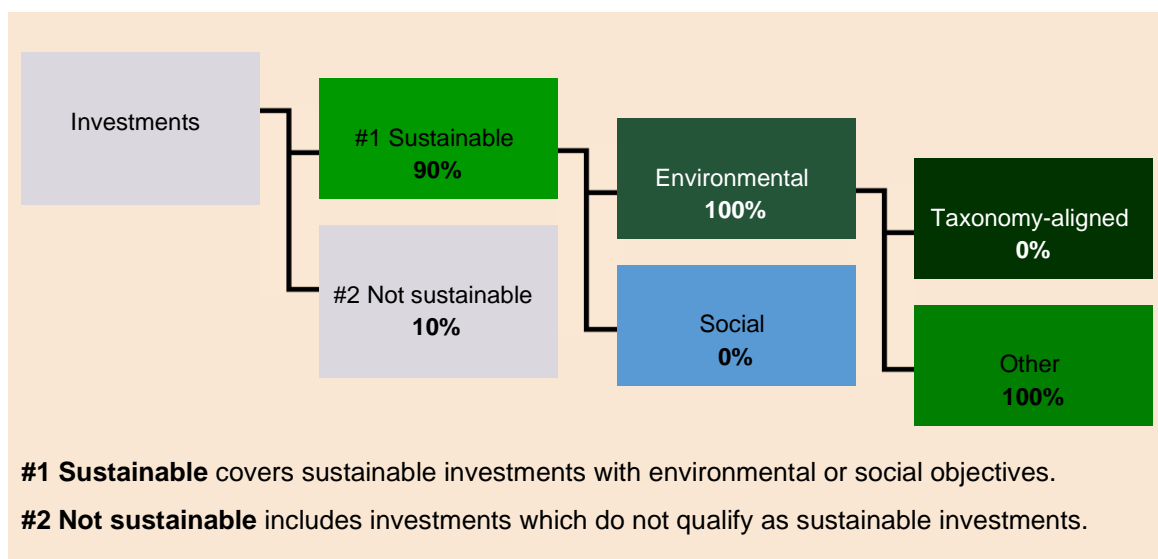 Investments
#1 Sustainable
90%
#2 Not sustainable
10%
Environmental
100%
Social
0%
Taxonomy-aligned
0%
Other
100%
#1 Sustainable covers sustainable investments with environmental or social objectives.
#2 Not sustainable includes investments which do not qualify as sustainable investments.